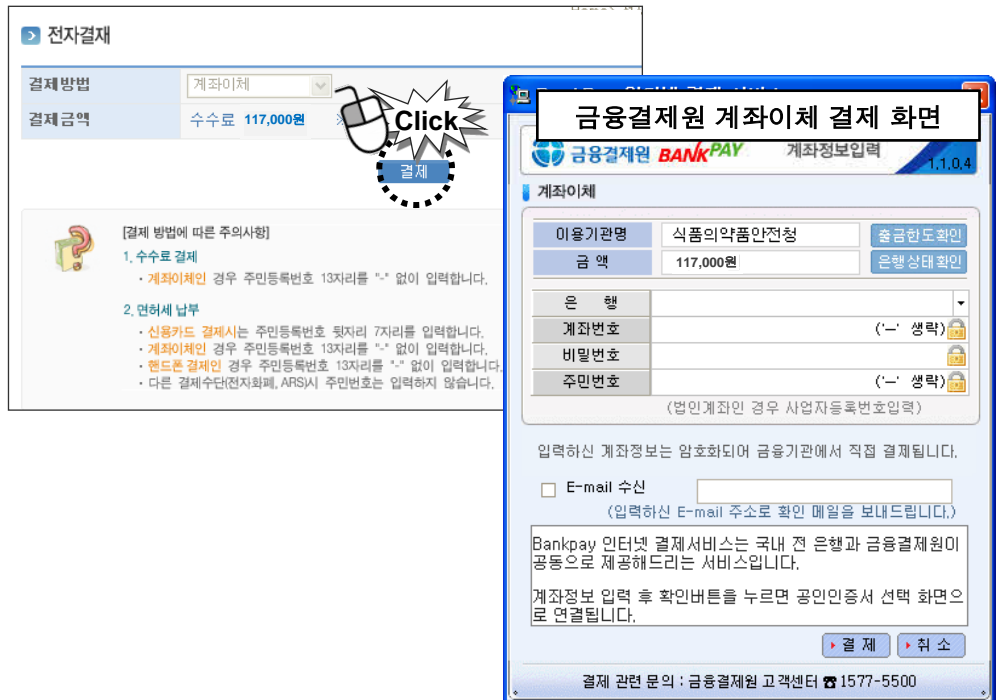 전자결재
결제방법 계좌이체
결제금액 수수료 117,000원
Click
결제
[결제 방법에 따른 주의사항]
1. 수수료 결제
· 계좌이체인 경우 주민등록번호 13자리를 "-" 없이 입력합니다.
2. 면허세 납부
· 신용카드 결제시는 주민등록번호 뒷자리 7자리를 입력합니다.
· 계좌이체인 경우 주민등록번호 13자리를 "-" 없이 입력합니다.
· 핸드폰 결제인 경우 주민등록번호 13자리를 "-" 없이 입력합니다.
· 다른 결제수단(전자화폐, ARS)시 주민번호는 입력하지 않습니다.
금융결제원 계좌이체 결제 화면
금융결제원 BANKPAY 계좌정보입력
1,1,0,4
계좌이체
이용기관명 식품의약품안전청 출금한도확인
금 액 117,000원 은행상태확인
은 행
계좌번호 ('–' 생략)
비밀번호
주민번호 ('–' 생략)
(법인계좌인 경우 사업자등록번호입력)
입력하신 계좌정보는 암호화되어 금융기관에서 직접 결제됩니다.
E-mail 수신
(입력하신 E-mail 주소로 확인 메일을 보내드립니다.)
Bankpay 인터넷 결제서비스는 국내 전 은행과 금융결제원이
공동으로 제공해드리는 서비스입니다.
계좌정보 입력 후 확인버튼을 누르면 공인인증서 선택 화면으
로 연결됩니다.
결 제 취 소
결제 관련 문의 : 금융결제원 고객센터 ☎ 1577-5500